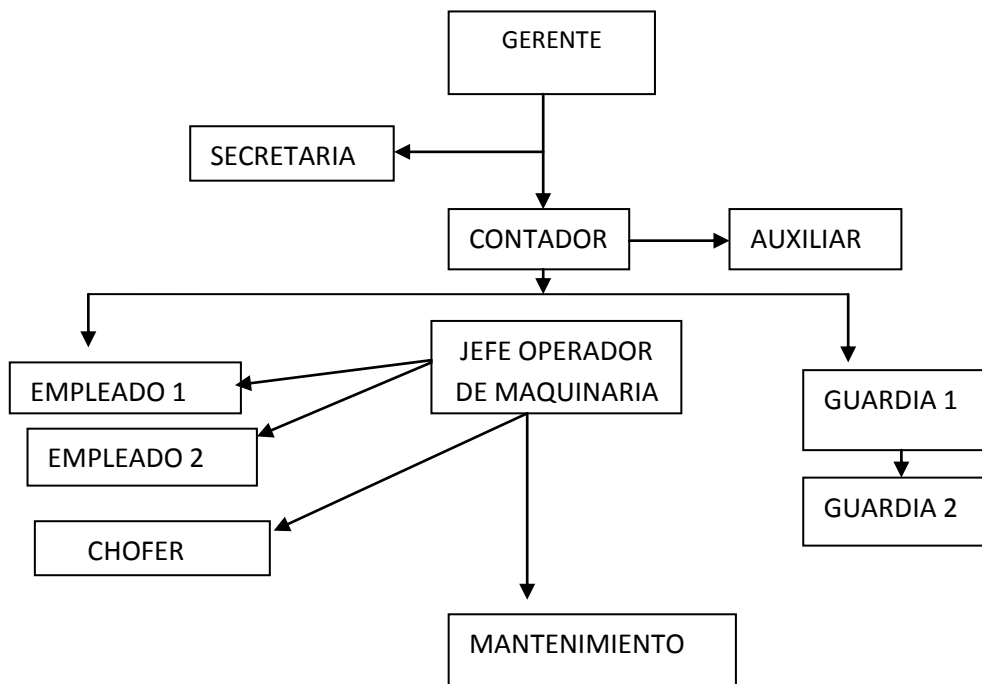 GERENTE
SECRETARIA
CONTADOR
AUXILIAR
JEFE OPERADOR
DE MAQUINARIA
EMPLEADO 1
GUARDIA 1
EMPLEADO 2
GUARDIA 2
CHOFER
MANTENIMIENTO